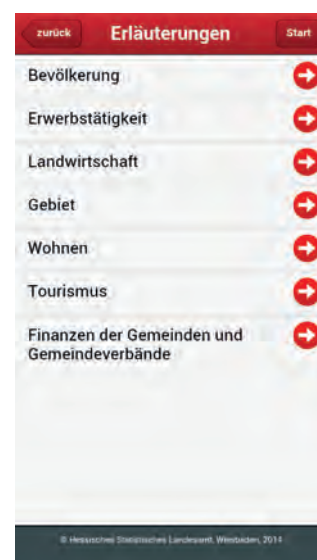 zurück Erläuterungen Start
Bevölkerung
Erwerbstätigkeit
Landwirtschaft
Gebiet
Wohnen
Tourismus
Finanzen der Gemeinden und
Gemeindeverbände
© Hessisches Statistisches Landesamt, Wiesbaden, 2014